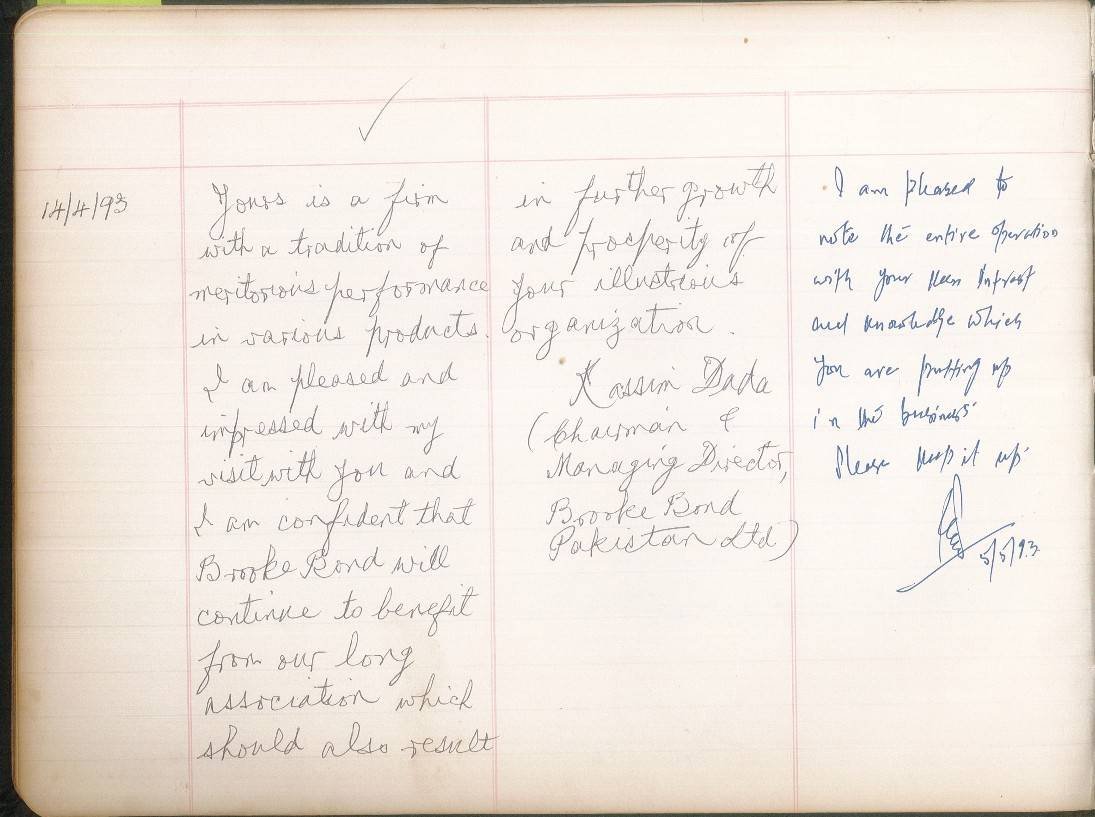 14/4/93
Yours is a firm
with a tradition of
meritorious performance
in various products.
I am pleased and
impressed with my
visit with you and
I am confident that
Brooke Bond will
continue to benefit
from our long
association which
should also result
in further growth
and prosperity of
your illustrious
organization.
Kassim Dada
(Chairman &
Managing Director,
Brooke Bond
Pakistan Ltd)
I am pleased to
note the entire operation
with your keen Intrest
and knowledge which
you are putting up
in the business
Please keep it up.
5/5/93